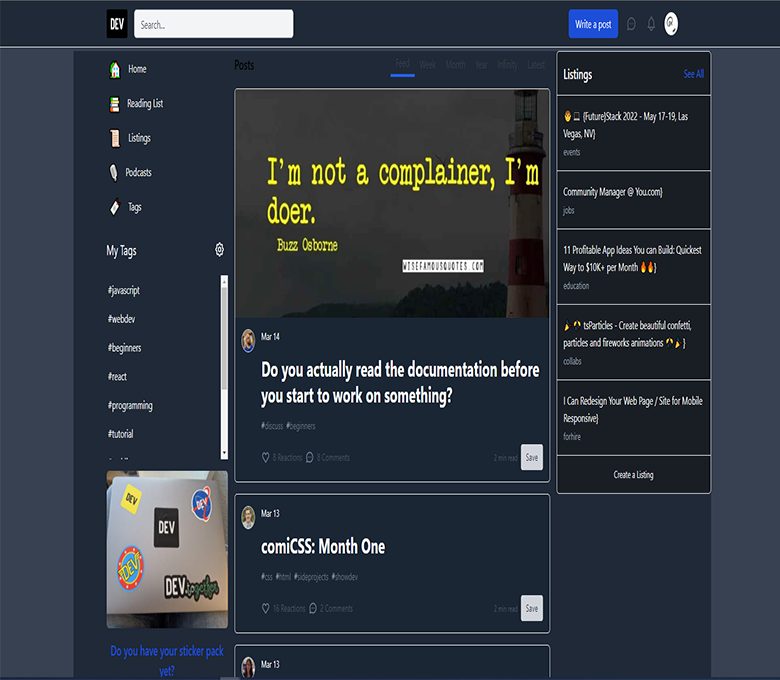 DEV
Search...
Write a post
Home
Reading List
Listings
Podcasts
Tags
My Tags
#javascript
#webdev
#beginners
#react
#programming
#tutorial
DEV
DEV
DEV
DEV
DEV together
Do you have your sticker pack
yet?
Posts
Feed Week Month Year Infinity Latest
I'm not a complainer, I'm
doer.
Buzz Osborne
WISEFAMOUSQUOTES.COM
Mar 14
Do you actually read the documentation before
you start to work on something?
#discuss #beginners
8 Reactions 8 Comments 2 min read Save
Mar 13
comiCSS: Month One
#css #html #sideprojects #showdev
16 Reactions 2 Comments 2 min read Save
Mar 13
Listings See All
{Future}Stack 2022 - May 17-19, Las
Vegas, NV}
events
Community Manager @ You.com}
jobs
11 Profitable App Ideas You can Build: Quickest
Way to $10K+ per Month }
education
tsParticles - Create beautiful confetti,
particles and fireworks animations }
collabs
I Can Redesign Your Web Page / Site for Mobile
Responsive}
forhire
Create a Listing